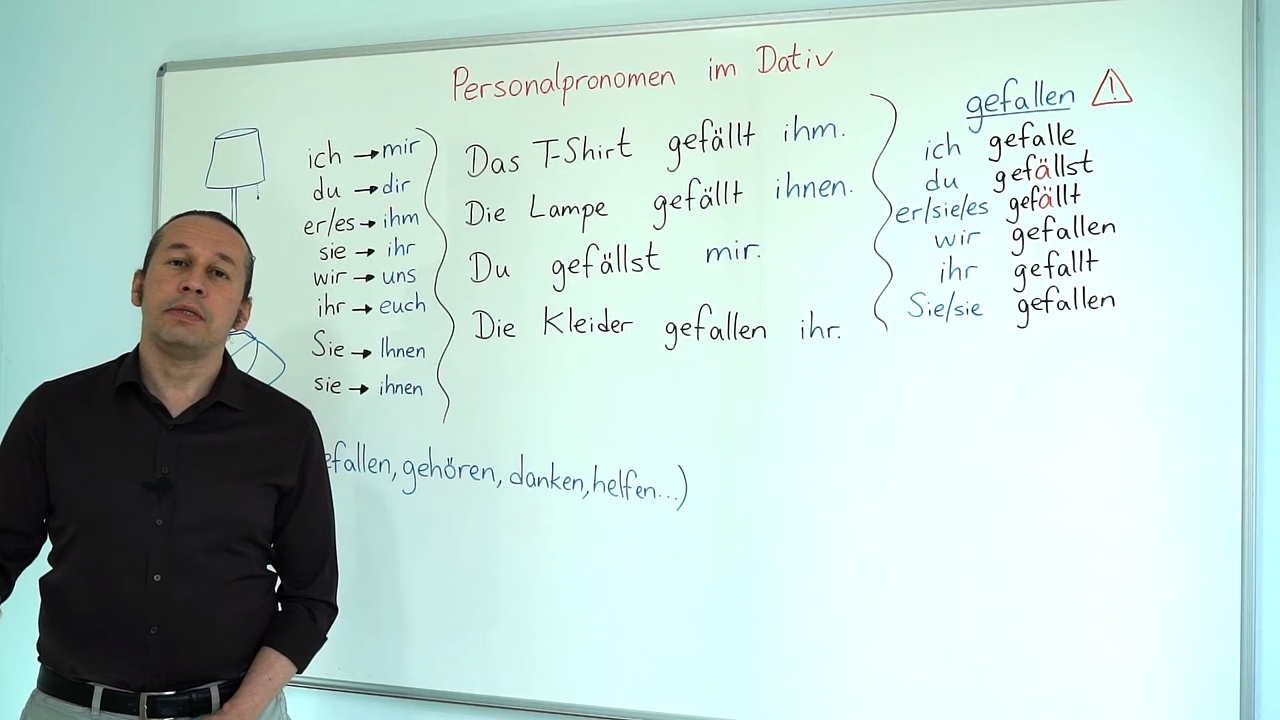 Personalpronomen im Dativ
ich → mir
du → dir
er/es → ihm
sie → ihr
wir → uns
ihr → euch
Sie → Ihnen
sie → ihnen
Das T-Shirt gefällt ihm.
Die Lampe gefällt ihnen.
Du gefällst mir.
Die Kleider gefallen ihr.
gefallen
ich gefalle
du gefällst
er/sie/es gefällt
wir gefallen
ihr gefallt
Sie/sie gefallen
efallen, gehören, danken, helfen...)